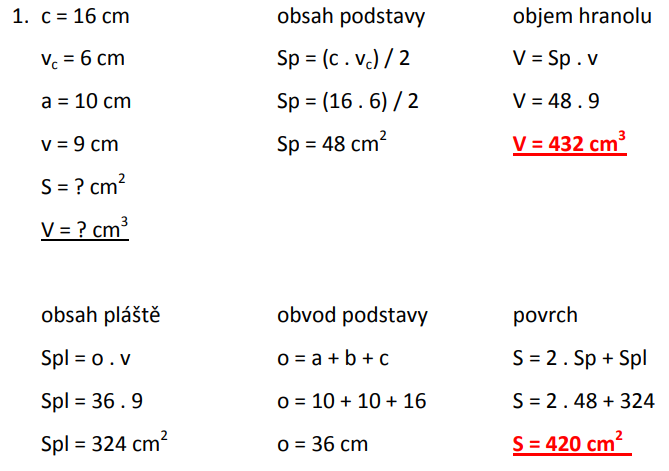 1. c = 16 cm
v_c = 6 cm
a = 10 cm
v = 9 cm
S = ? cm²
V = ? cm³
obsah podstavy
Sp = (c . v_c) / 2
Sp = (16 . 6) / 2
Sp = 48 cm²
objem hranolu
V = Sp . v
V = 48 . 9
V = 432 cm³
obsah pláště
Spl = o . v
Spl = 36 . 9
Spl = 324 cm²
obvod podstavy
o = a + b + c
o = 10 + 10 + 16
o = 36 cm
povrch
S = 2 . Sp + Spl
S = 2 . 48 + 324
S = 420 cm²